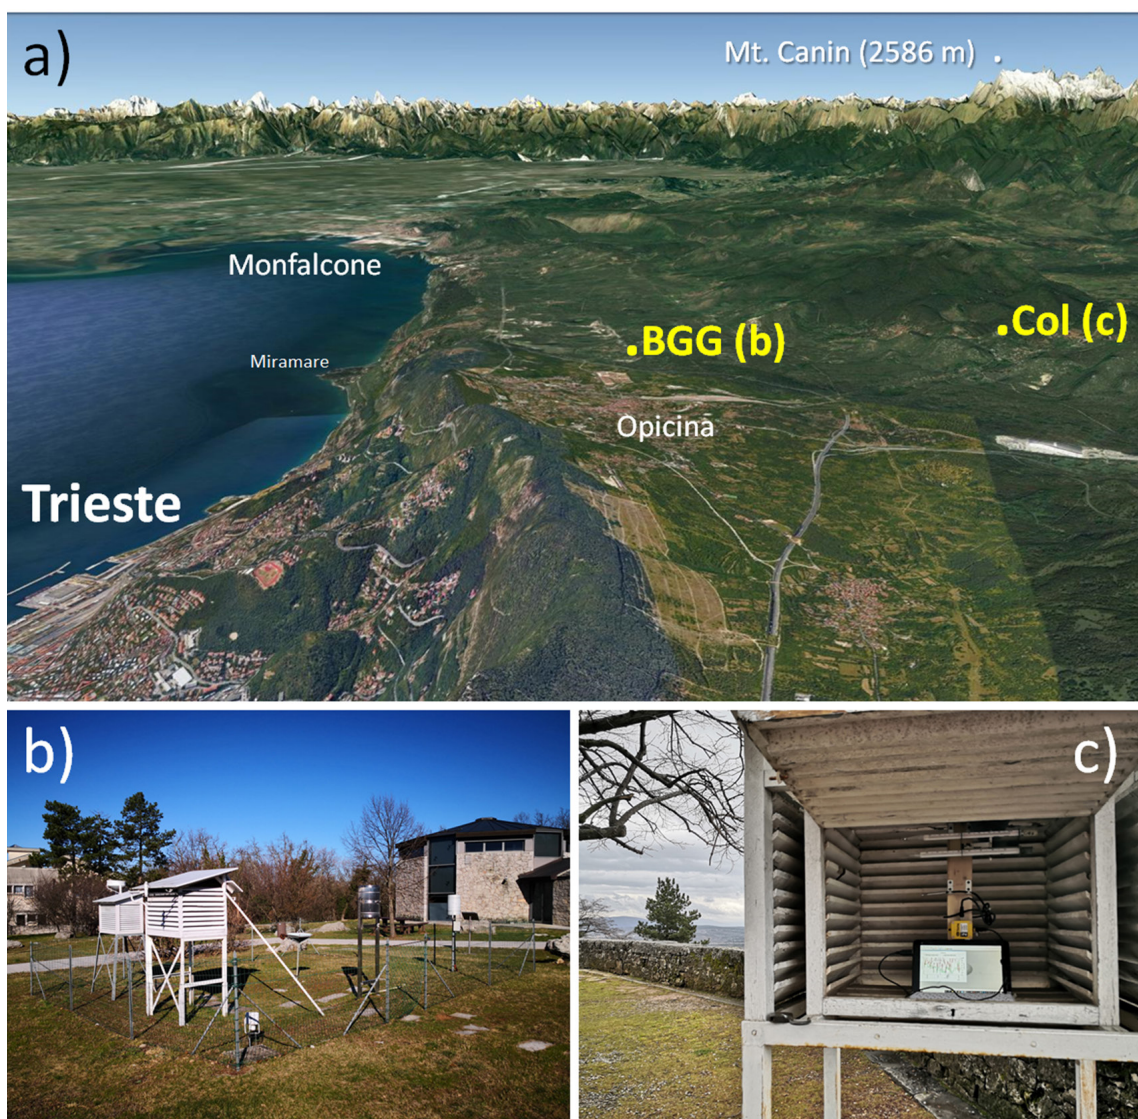 a)
Mt. Canin (2586 m)
Monfalcone
Col (c)
BGG (b)
Miramare
Opicina
Trieste
b)
c)